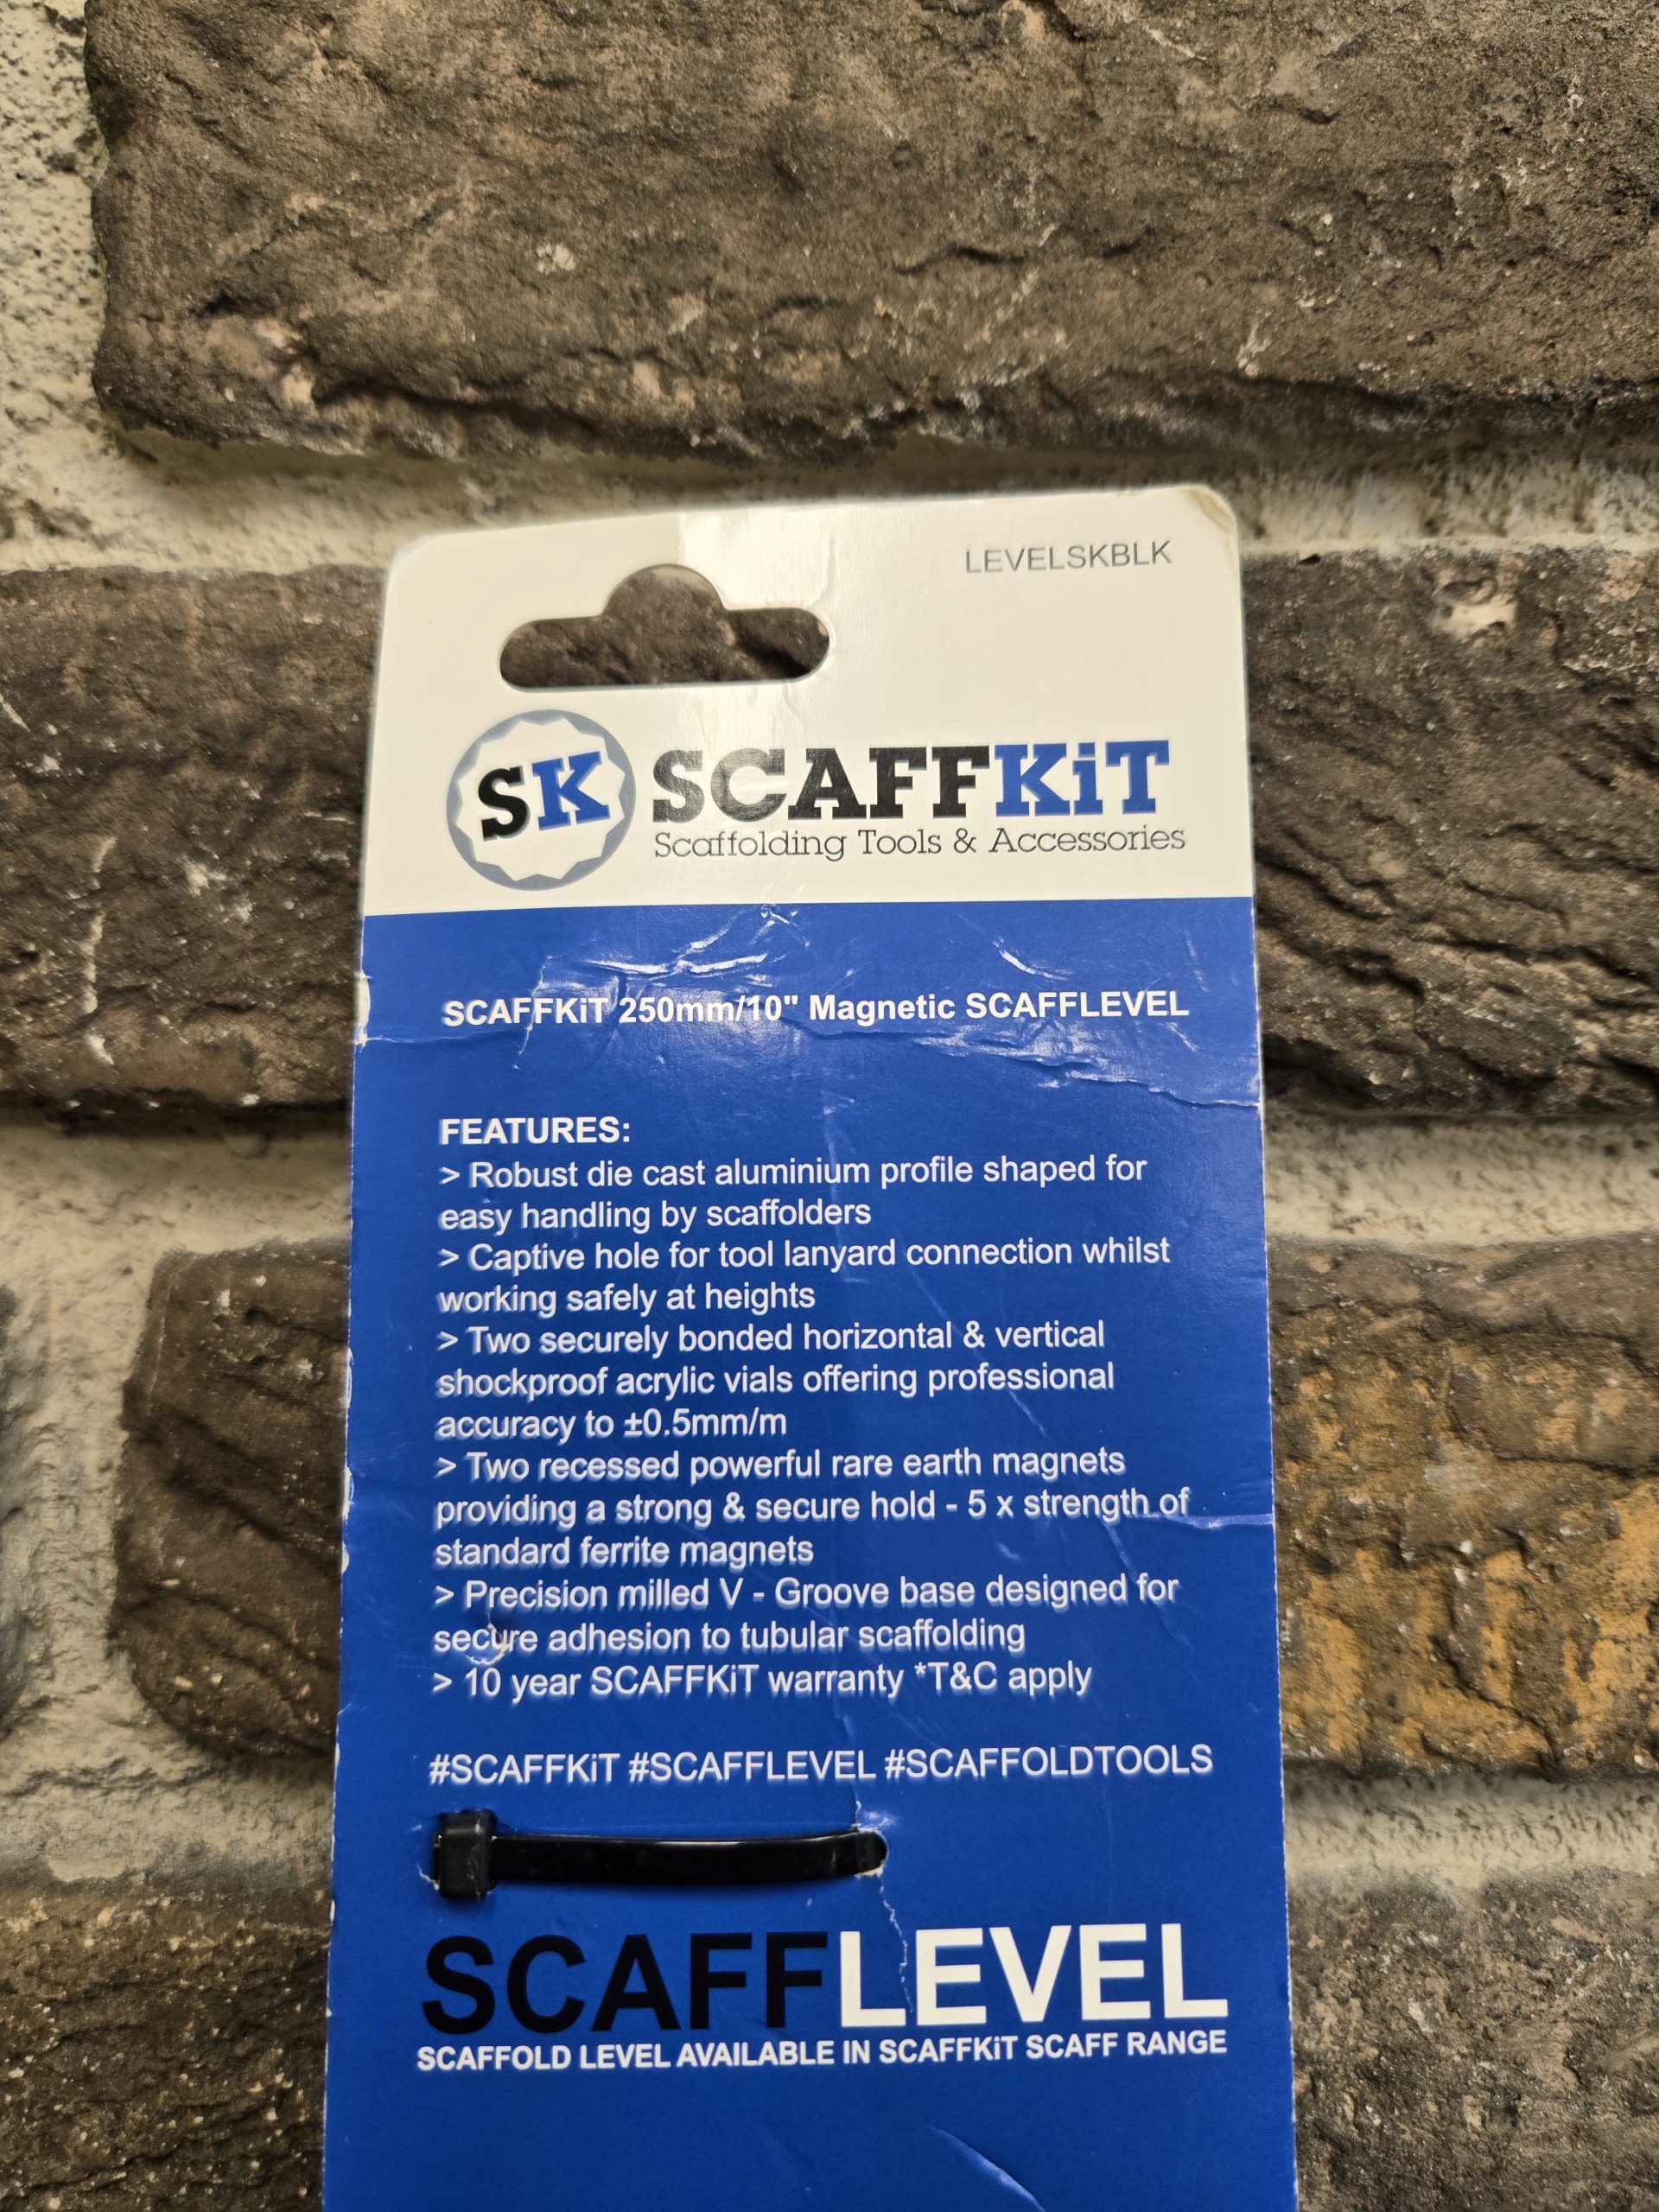 LEVELSKBLK
SK SCAFFKiT
Scaffolding Tools & Accessories
SCAFFKiT 250mm/10" Magnetic SCAFFLEVEL
FEATURES:
> Robust die cast aluminium profile shaped for
easy handling by scaffolders
> Captive hole for tool lanyard connection whilst
working safely at heights
> Two securely bonded horizontal & vertical
shockproof acrylic vials offering professional
accuracy to ±0.5mm/m
> Two recessed powerful rare earth magnets
providing a strong & secure hold - 5 x strength of
standard ferrite magnets
> Precision milled V - Groove base designed for
secure adhesion to tubular scaffolding
> 10 year SCAFFKiT warranty *T&C apply
#SCAFFKiT #SCAFFLEVEL #SCAFFOLDTOOLS
SCAFFLEVEL
SCAFFOLD LEVEL AVAILABLE IN SCAFFKiT SCAFF RANGE